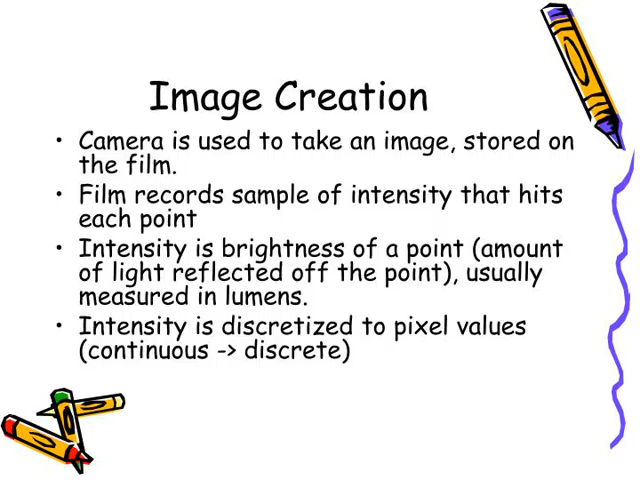 Image Creation
• Camera is used to take an image, stored on
the film.
• Film records sample of intensity that hits
each point
• Intensity is brightness of a point (amount
of light reflected off the point), usually
measured in lumens.
• Intensity is discretized to pixel values
(continuous -> discrete)